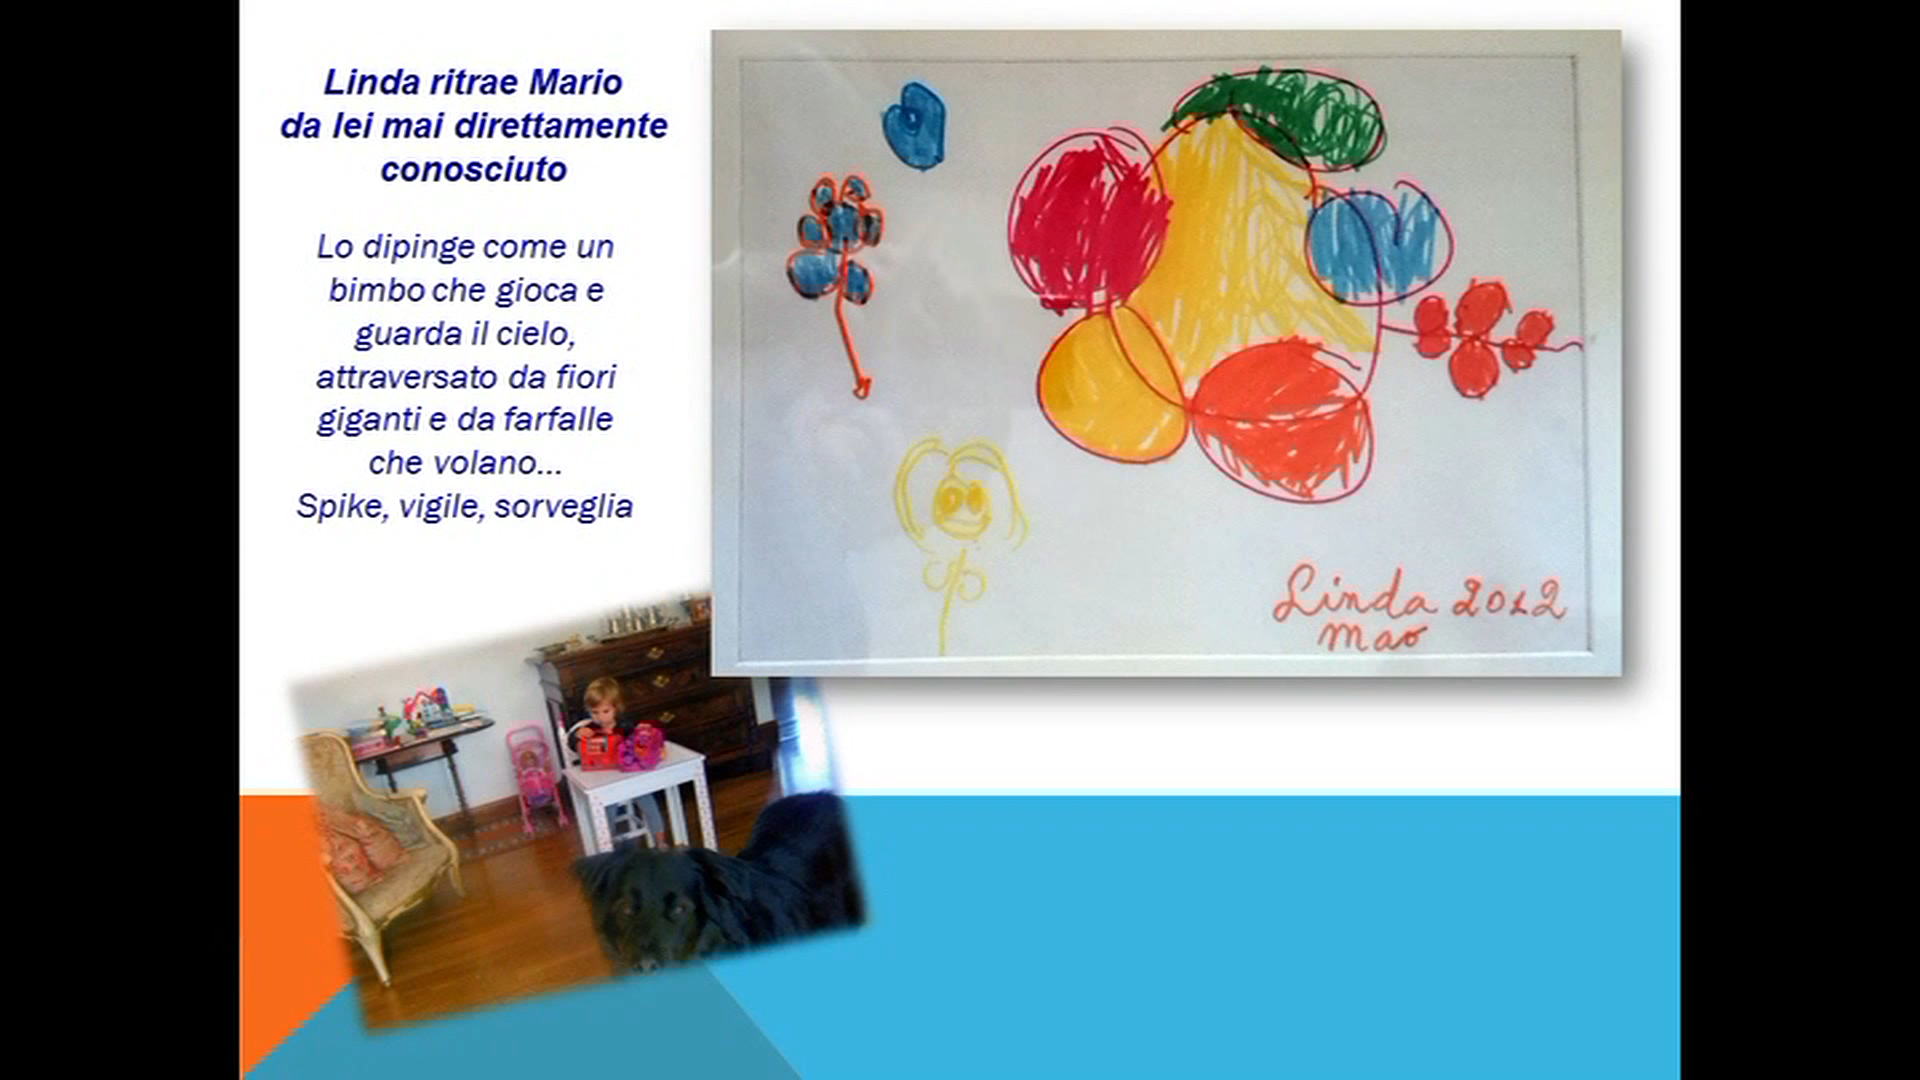 Linda ritrae Mario
da lei mai direttamente
conosciuto
Lo dipinge come un
bimbo che gioca e
guarda il cielo,
attraversato da fiori
giganti e da farfalle
che volano...
Spike, vigile, sorveglia
Linda 2012
Mao